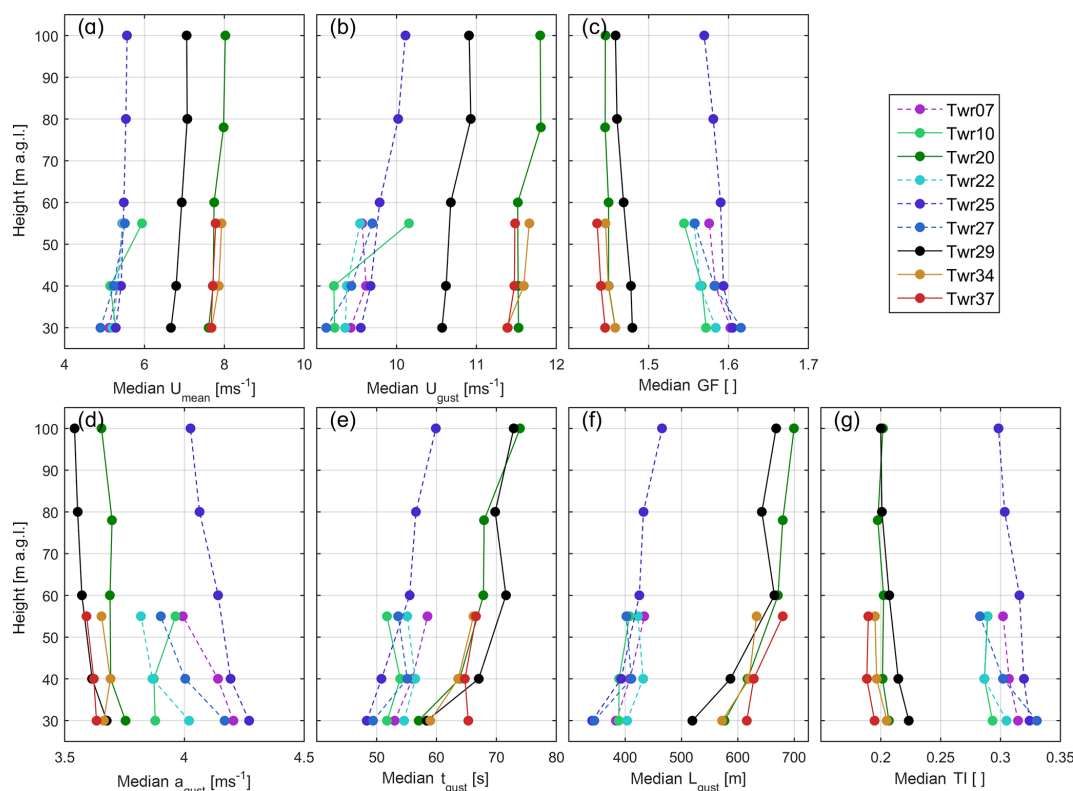 (a) (b) (c)
100
90
80
70
60
50
40
30
Height [m a.g.l.]
4 6 8 10 10 11 12 1.5 1.6 1.7
Median U_mean [ms⁻¹] Median U_gust [ms⁻¹] Median GF [ ]
Twr07
Twr10
Twr20
Twr22
Twr25
Twr27
Twr29
Twr34
Twr37
(d) (e) (f) (g)
100
90
80
70
60
50
40
30
Height [m a.g.l.]
3.5 4 4.5 50 60 70 80 400 500 600 700 0.2 0.25 0.3 0.35
Median a_gust [ms⁻¹] Median t_gust [s] Median L_gust [m] Median TI [ ]